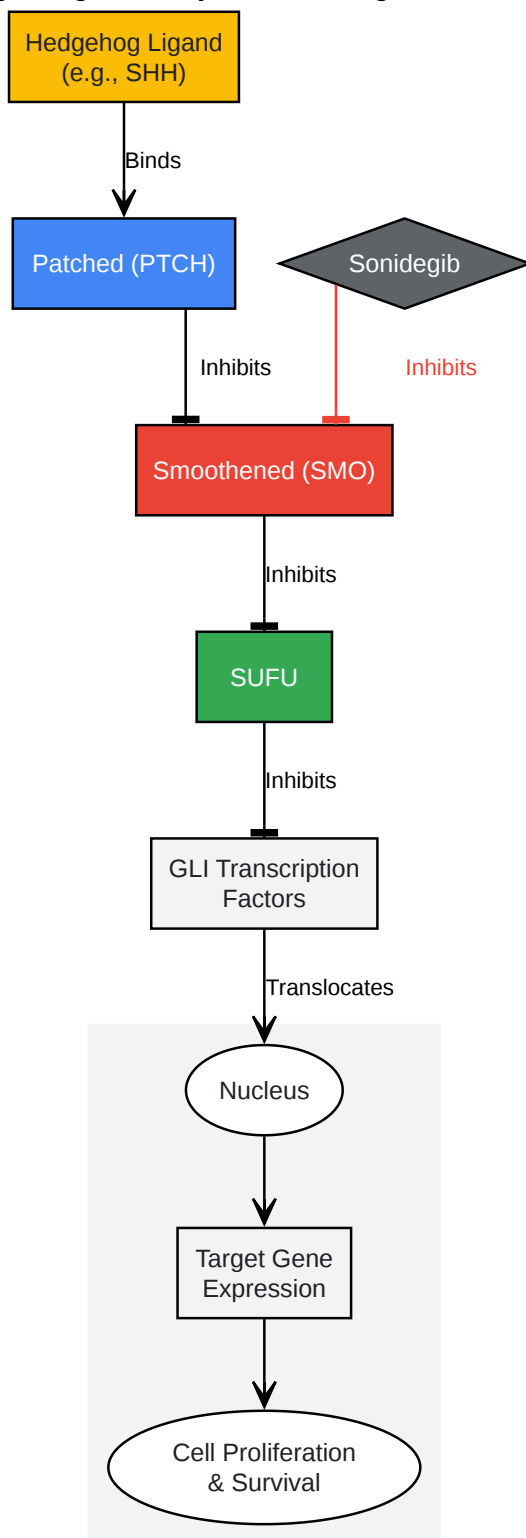 Hedgehog Ligand
(e.g., SHH)
Binds
Patched (PTCH)
Sonidegib
Inhibits
Inhibits
Smoothened (SMO)
Inhibits
SUFU
Inhibits
GLI Transcription
Factors
Translocates
Nucleus
Target Gene
Expression
Cell Proliferation
& Survival